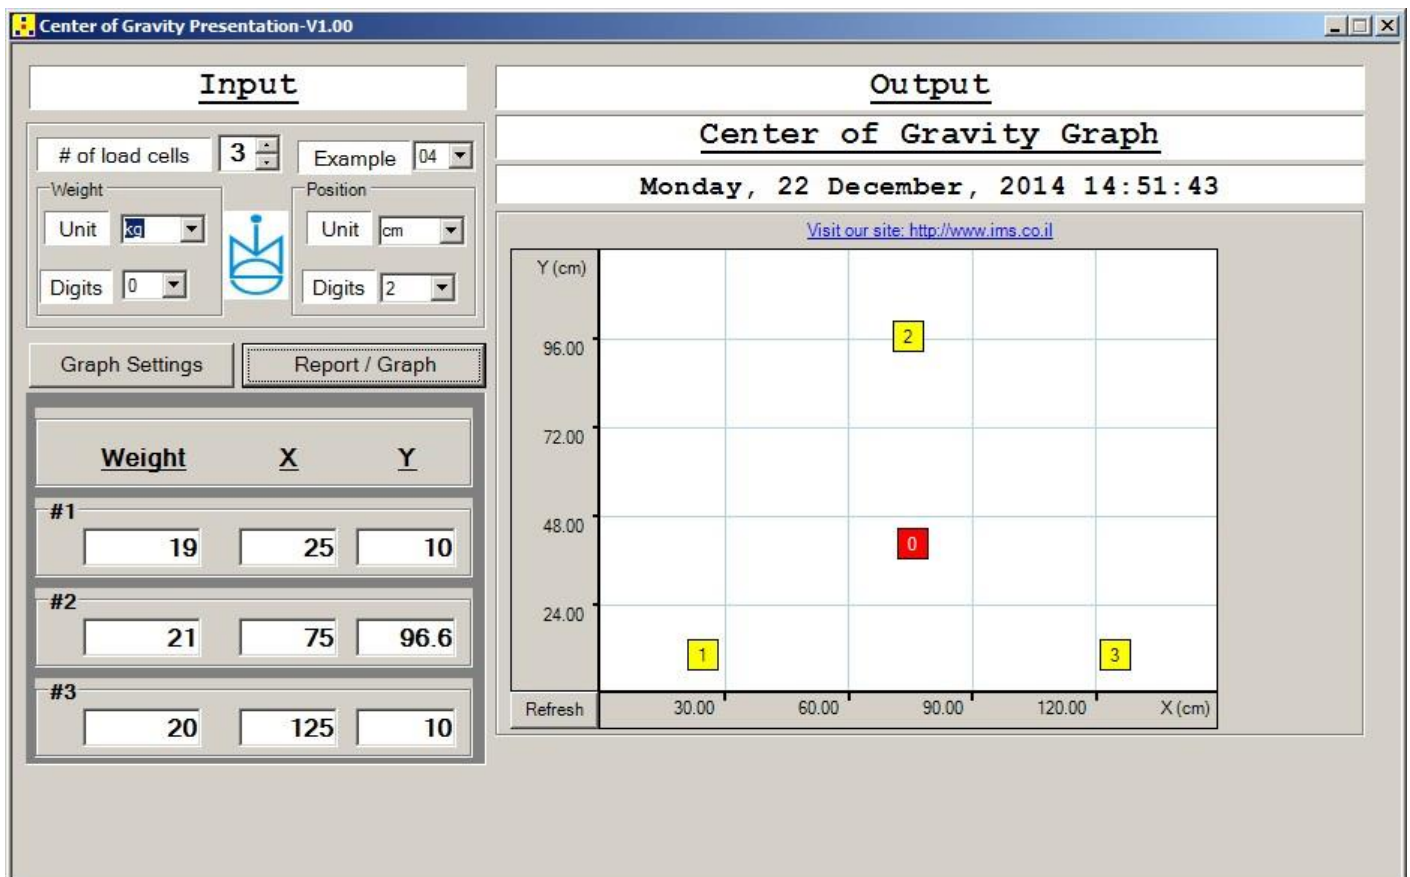 Center of Gravity Presentation-V1.00
Input
# of load cells 3 Example 04
Weight Position
Unit kg Unit cm
Digits 0 Digits 2
Graph Settings Report / Graph
Weight X Y
#1
19 25 10
#2
21 75 96.6
#3
20 125 10
Output
Center of Gravity Graph
Monday, 22 December, 2014 14:51:43
Visit our site: http://www.ims.co.il
Y (cm)
2
96.00
72.00
48.00
0
24.00
1 3
Refresh 30.00 60.00 90.00 120.00 X (cm)